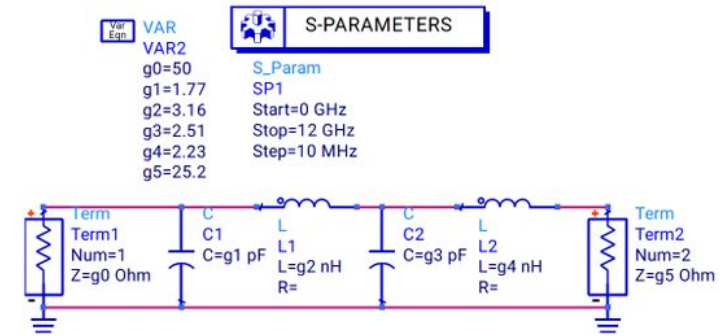 Var
Eqn
VAR
VAR2
g0=50
g1=1.77
g2=3.16
g3=2.51
g4=2.23
g5=25.2
S-PARAMETERS
S_Param
SP1
Start=0 GHz
Stop=12 GHz
Step=10 MHz
+
Term
Term1
Num=1
Z=g0 Ohm
-
C
C1
C=g1 pF
L
L1
L=g2 nH
R=
C
C2
C=g3 pF
L
L2
L=g4 nH
R=
+
Term
Term2
Num=2
Z=g5 Ohm
-